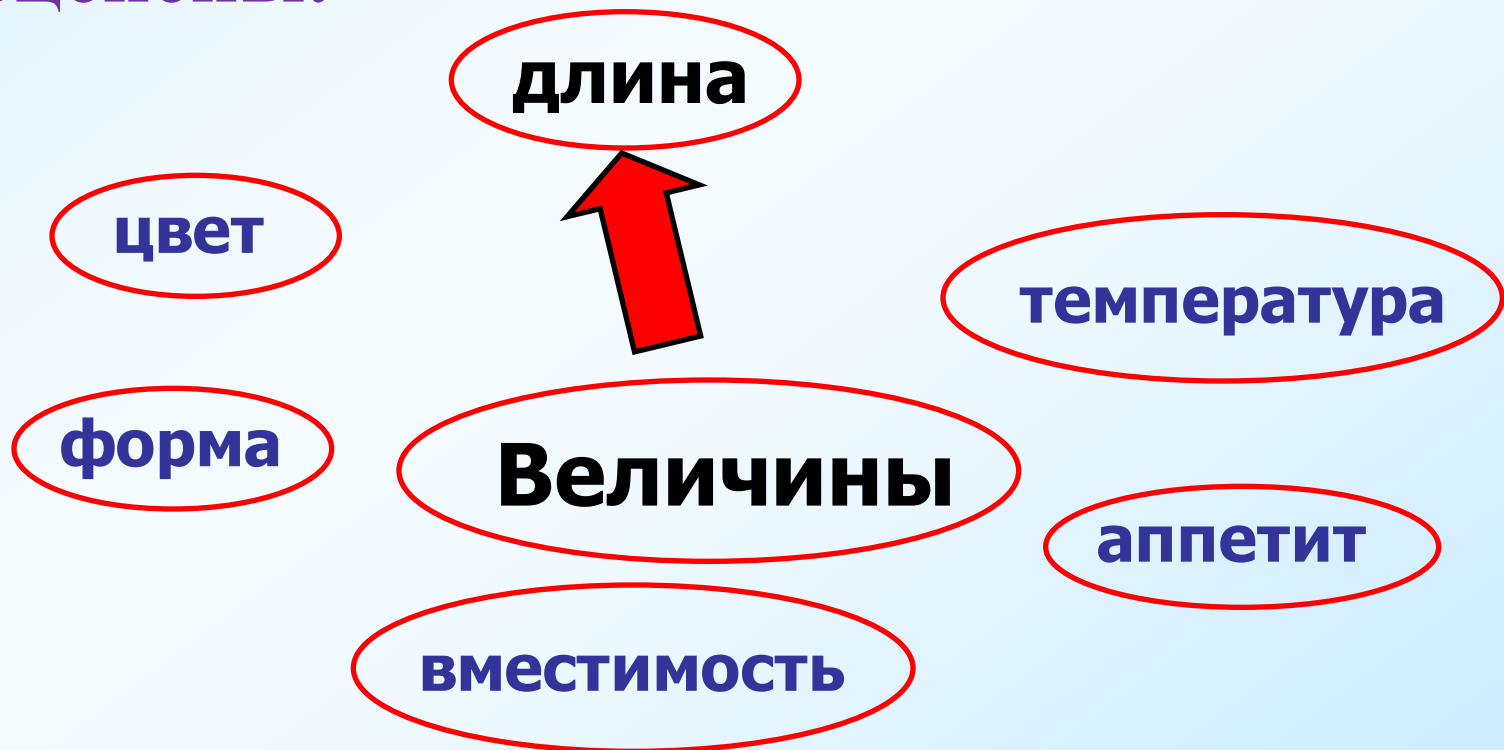 длина
цвет
температура
форма
Величины
аппетит
вместимость